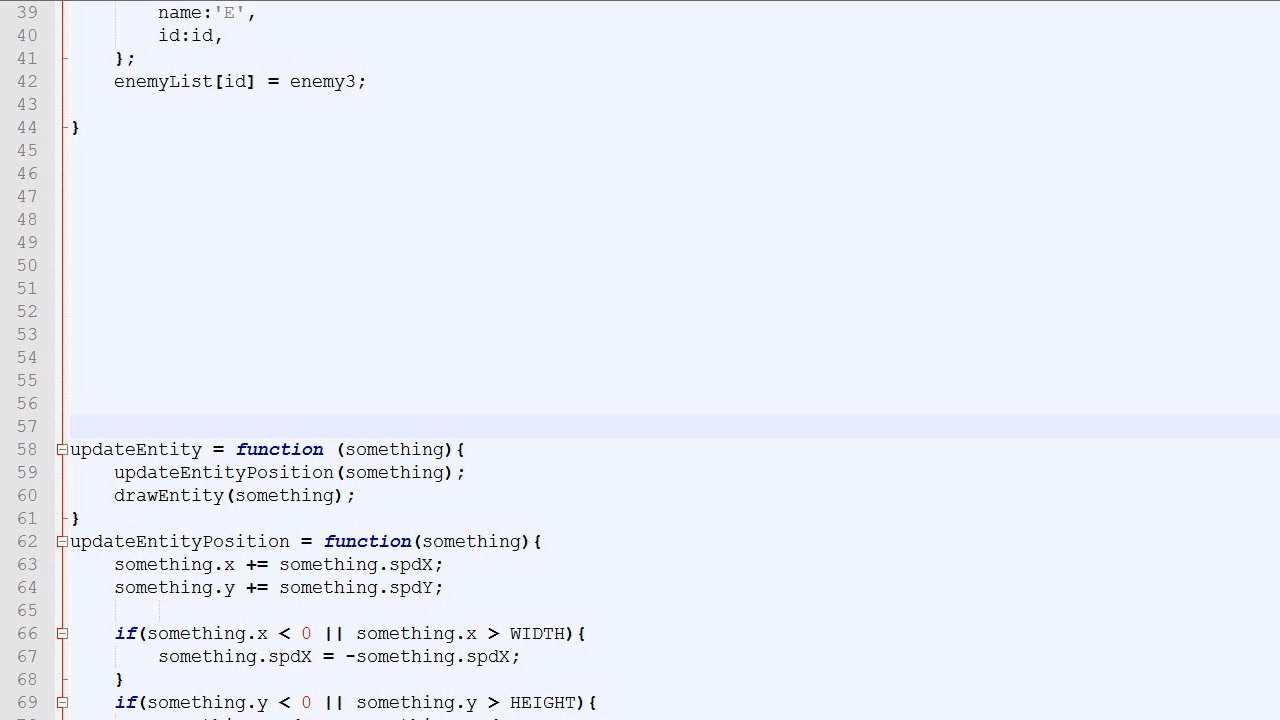 39 name:'E',
40 id:id,
41 };
42 enemyList[id] = enemy3;
43
44 }
45
46
47
48
49
50
51
52
53
54
55
56
57
58 updateEntity = function (something){
59 updateEntityPosition(something);
60 drawEntity(something);
61 }
62 updateEntityPosition = function(something){
63 something.x += something.spdX;
64 something.y += something.spdY;
65
66 if(something.x < 0 || something.x > WIDTH){
67 something.spdX = -something.spdX;
68 }
69 if(something.y < 0 || something.y > HEIGHT){